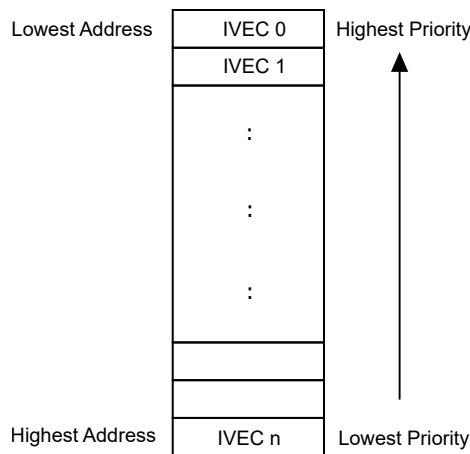 Lowest Address IVEC 0 Highest Priority
IVEC 1
:
:
:
Highest Address IVEC n Lowest Priority